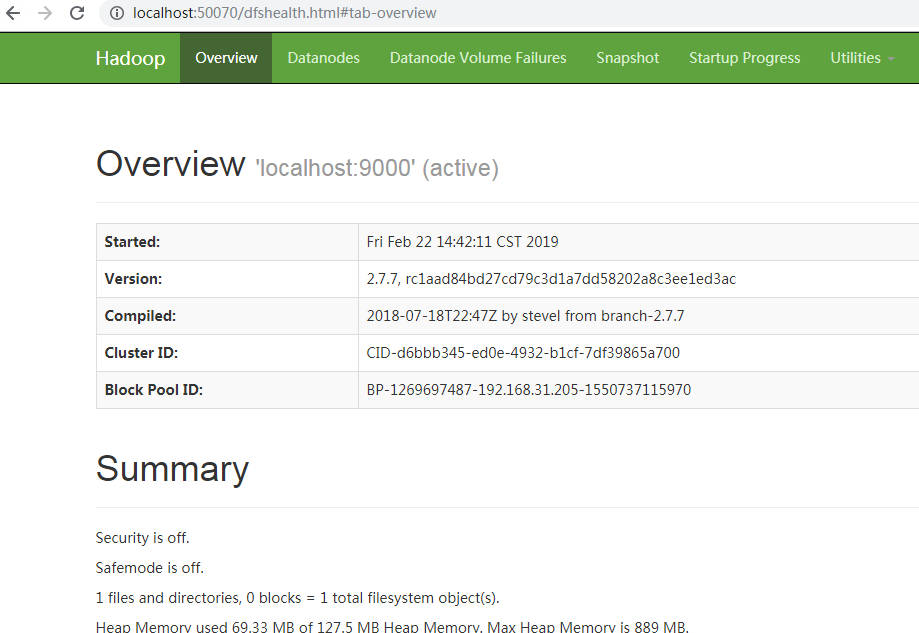 localhost:50070/dfshealth.html#tab-overview
Hadoop Overview Datanodes Datanode Volume Failures Snapshot Startup Progress Utilities
Overview 'localhost:9000' (active)
Started: Fri Feb 22 14:42:11 CST 2019
Version: 2.7.7, rc1aad84bd27cd79c3d1a7dd58202a8c3ee1ed3ac
Compiled: 2018-07-18T22:47Z by stevel from branch-2.7.7
Cluster ID: CID-d6bbb345-ed0e-4932-b1cf-7df39865a700
Block Pool ID: BP-1269697487-192.168.31.205-1550737115970
Summary
Security is off.
Safemode is off.
1 files and directories, 0 blocks = 1 total filesystem object(s).
Heap Memory used 69.33 MB of 127.5 MB Heap Memory. Max Heap Memory is 889 MB.